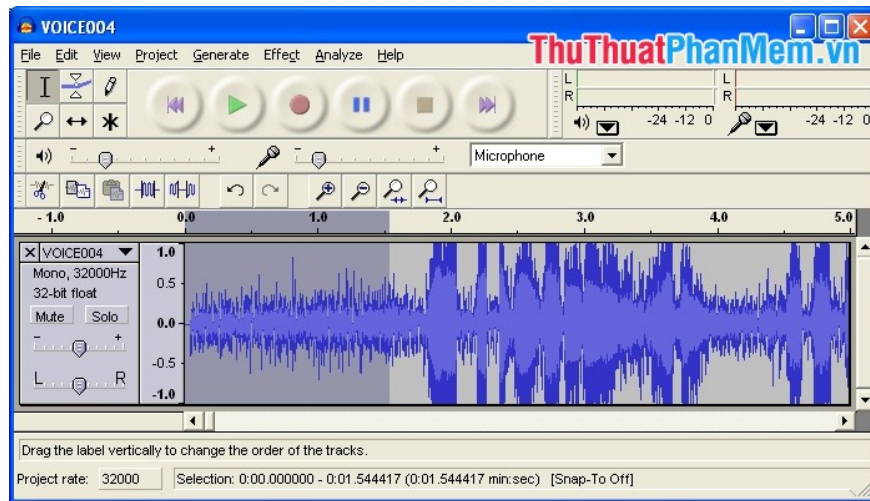 VOICE004
ThuThuatPhanMem.vn
File Edit View Project Generate Effect Analyze Help
L
R
-24 -12 0
L
R
-24 -12 0
- + - + Microphone
- 1.0 0.0 1.0 2.0 3.0 4.0 5.0
VOICE004
Mono, 32000Hz
32-bit float
Mute Solo
- +
L R
1.0
0.5
0.0
-0.5
-1.0
Drag the label vertically to change the order of the tracks.
Project rate: 32000 Selection: 0:00.000000 - 0:01.544417 (0:01.544417 min:sec) [Snap-To Off]